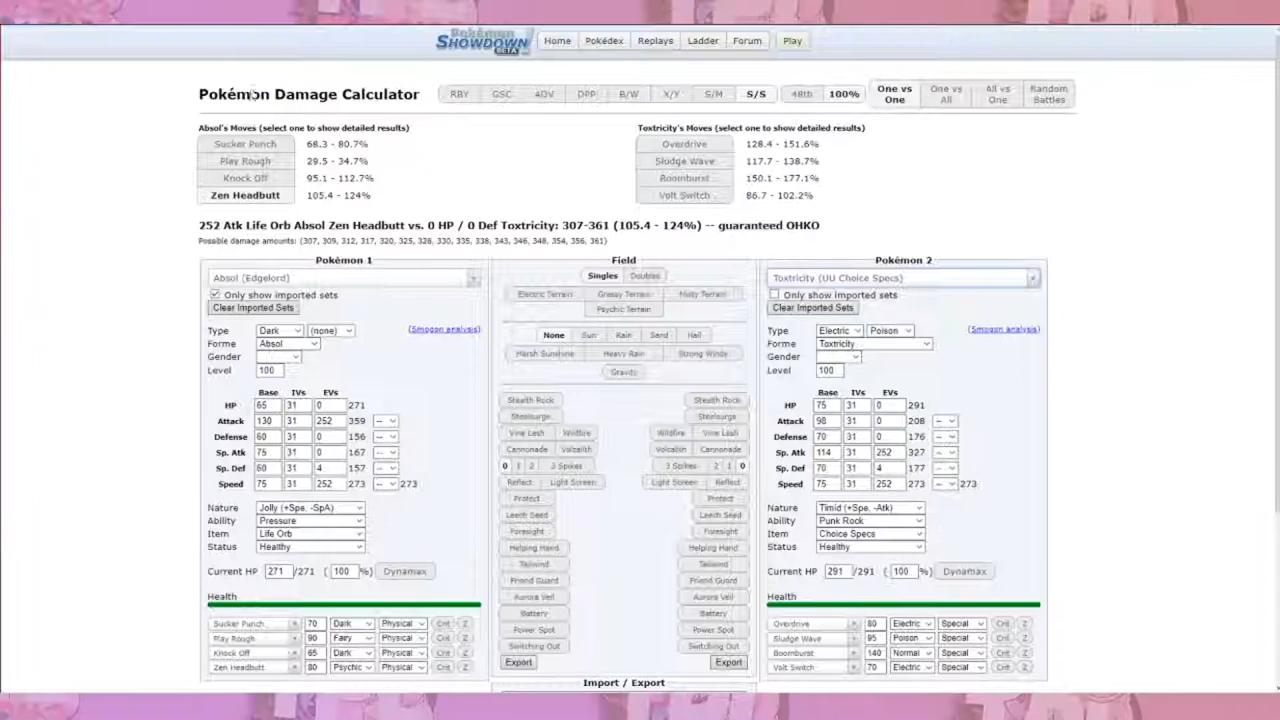 Pokémon SHOWDOWN! BETA Home Pokédex Replays Ladder Forum Play
Pokémon Damage Calculator RBY GSC ADV DPP B/W X/Y S/M S/S 48th 100% One vs One One vs All All vs One Random Battles
Absol's Moves (select one to show detailed results)
Sucker Punch 68.3 - 80.7%
Play Rough 29.5 - 34.7%
Knock Off 95.1 - 112.7%
Zen Headbutt 105.4 - 124%
Toxtricity's Moves (select one to show detailed results)
Overdrive 128.4 - 151.6%
Sludge Wave 117.7 - 138.7%
Boomburst 150.1 - 177.1%
Volt Switch 86.7 - 102.2%
252 Atk Life Orb Absol Zen Headbutt vs. 0 HP / 0 Def Toxtricity: 307-361 (105.4 - 124%) -- guaranteed OHKO
Possible damage amounts: (307, 309, 312, 317, 320, 325, 328, 330, 335, 338, 343, 346, 348, 354, 356, 361)
Pokémon 1
Absol (Edgelord)
Only show imported sets
Clear Imported Sets
Type Dark (none) (Smogon analysis)
Forme Absol
Gender
Level 100
Base IVs EVs
HP 65 31 0 271
Attack 130 31 252 359 --
Defense 60 31 0 156 --
Sp. Atk 75 31 0 167 --
Sp. Def 60 31 4 157 --
Speed 75 31 252 273 -- 273
Nature Jolly (+Spe, -SpA)
Ability Pressure
Item Life Orb
Status Healthy
Current HP 271 /271 ( 100 %) Dynamax
Health
Sucker Punch 70 Dark Physical Crit Z
Play Rough 90 Fairy Physical Crit Z
Knock Off 65 Dark Physical Crit Z
Zen Headbutt 80 Psychic Physical Crit Z
Field
Singles Doubles
Electric Terrain Grassy Terrain Misty Terrain
Psychic Terrain
None Sun Rain Sand Hail
Harsh Sunshine Heavy Rain Strong Winds
Gravity
Stealth Rock Stealth Rock
Steelsurge Steelsurge
Vine Lash Wildfire Wildfire Vine Lash
Cannonade Volcalith Volcalith Cannonade
0 1 2 3 Spikes 3 Spikes 2 1 0
Reflect Light Screen Light Screen Reflect
Protect Protect
Leech Seed Leech Seed
Foresight Foresight
Helping Hand Helping Hand
Tailwind Tailwind
Friend Guard Friend Guard
Aurora Veil Aurora Veil
Battery Battery
Power Spot Power Spot
Switching Out Switching Out
Export Export
Import / Export
Pokémon 2
Toxtricity (UU Choice Specs)
Only show imported sets
Clear Imported Sets
Type Electric Poison (Smogon analysis)
Forme Toxtricity
Gender
Level 100
Base IVs EVs
HP 75 31 0 291
Attack 98 31 0 208 --
Defense 70 31 0 176 --
Sp. Atk 114 31 252 327 --
Sp. Def 70 31 4 177 --
Speed 75 31 252 273 -- 273
Nature Timid (+Spe, -Atk)
Ability Punk Rock
Item Choice Specs
Status Healthy
Current HP 291 /291 ( 100 %) Dynamax
Health
Overdrive 80 Electric Special Crit Z
Sludge Wave 95 Poison Special Crit Z
Boomburst 140 Normal Special Crit Z
Volt Switch 70 Electric Special Crit Z